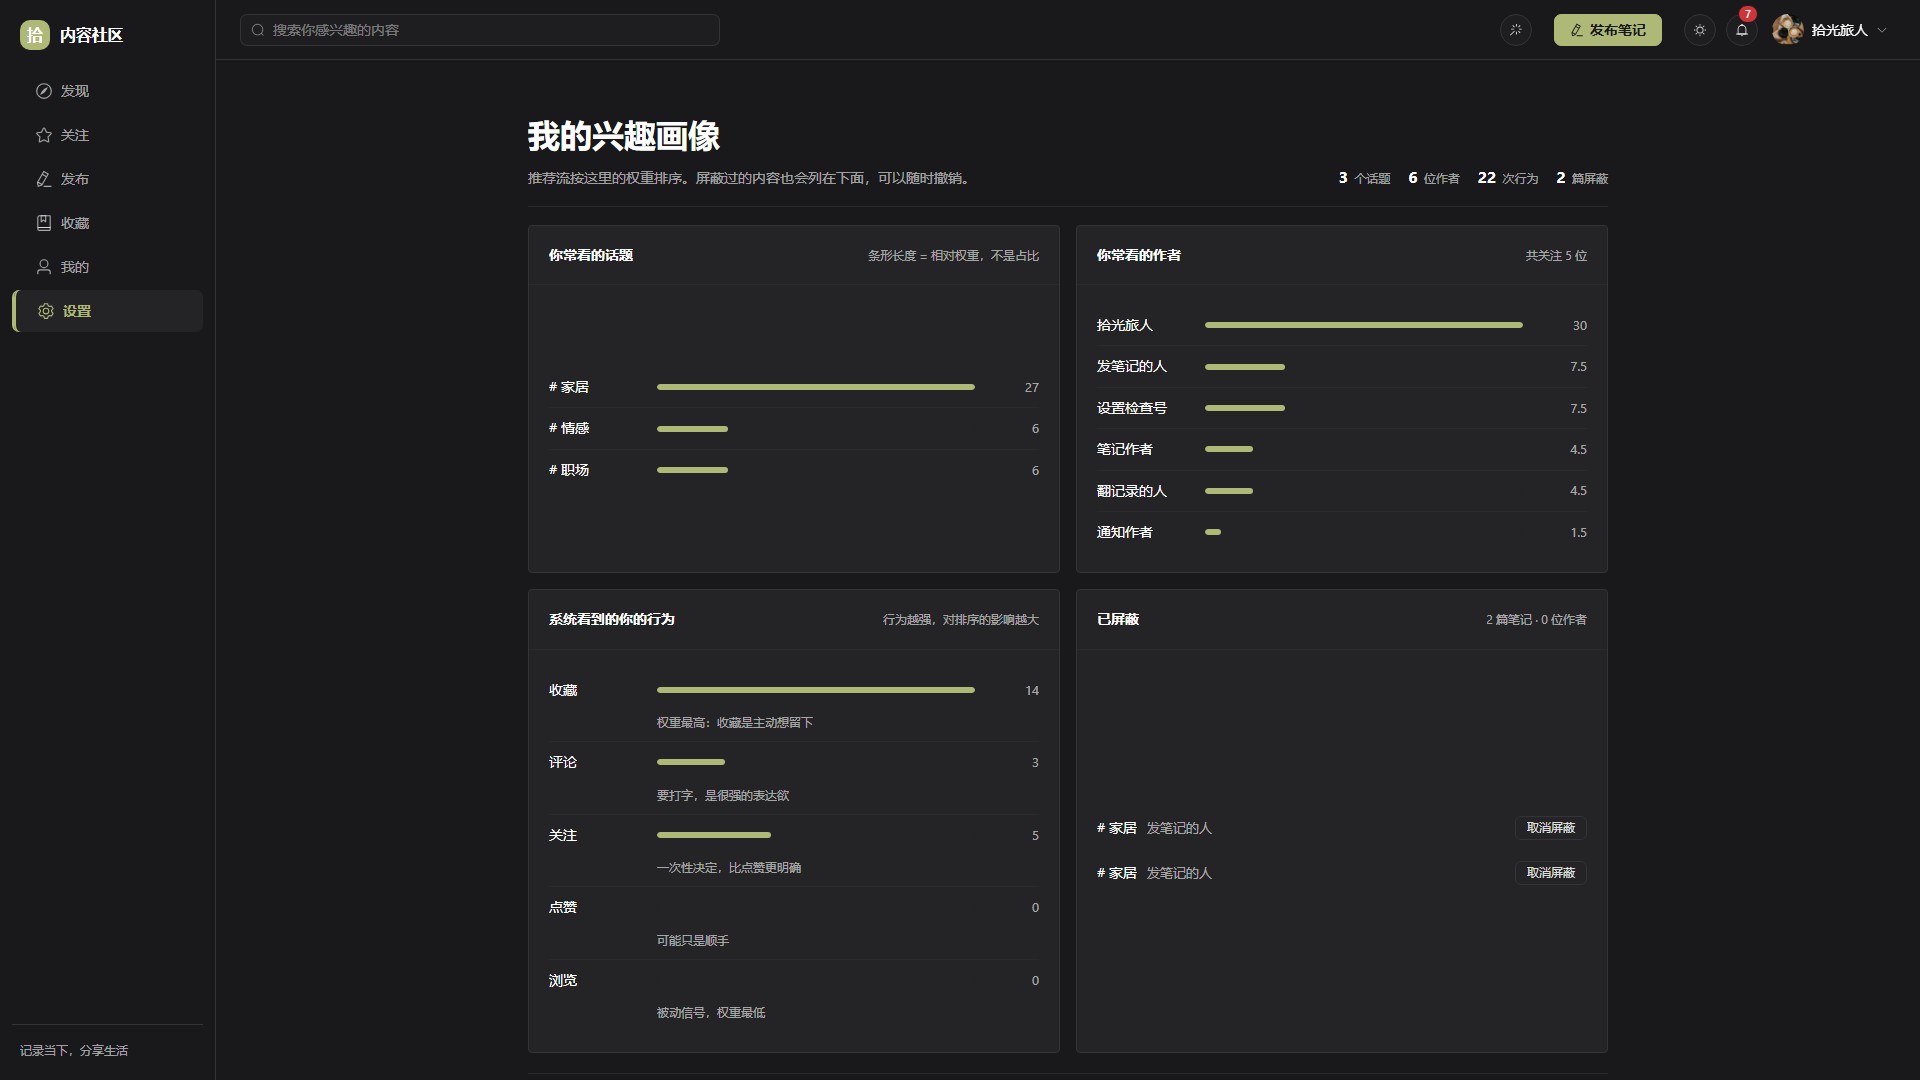 拾 内容社区
搜索你感兴趣的内容
发布笔记
7
拾光旅人
发现
关注
发布
收藏
我的
设置
记录当下，分享生活
我的兴趣画像
推荐流按这里的权重排序。屏蔽过的内容也会列在下面，可以随时撤销。
3 个话题 6 位作者 22 次行为 2 篇屏蔽
你常看的话题 条形长度 = 相对权重，不是占比
# 家居 27
# 情感 6
# 职场 6
你常看的作者 共关注 5 位
拾光旅人 30
发笔记的人 7.5
设置检查号 7.5
笔记作者 4.5
翻记录的人 4.5
通知作者 1.5
系统看到的你的行为 行为越强，对排序的影响越大
收藏 14
权重最高：收藏是主动想留下
评论 3
要打字，是很强的表达欲
关注 5
一次性决定，比点赞更明确
点赞 0
可能只是顺手
浏览 0
被动信号，权重最低
已屏蔽 2 篇笔记 · 0 位作者
# 家居 发笔记的人 取消屏蔽
# 家居 发笔记的人 取消屏蔽